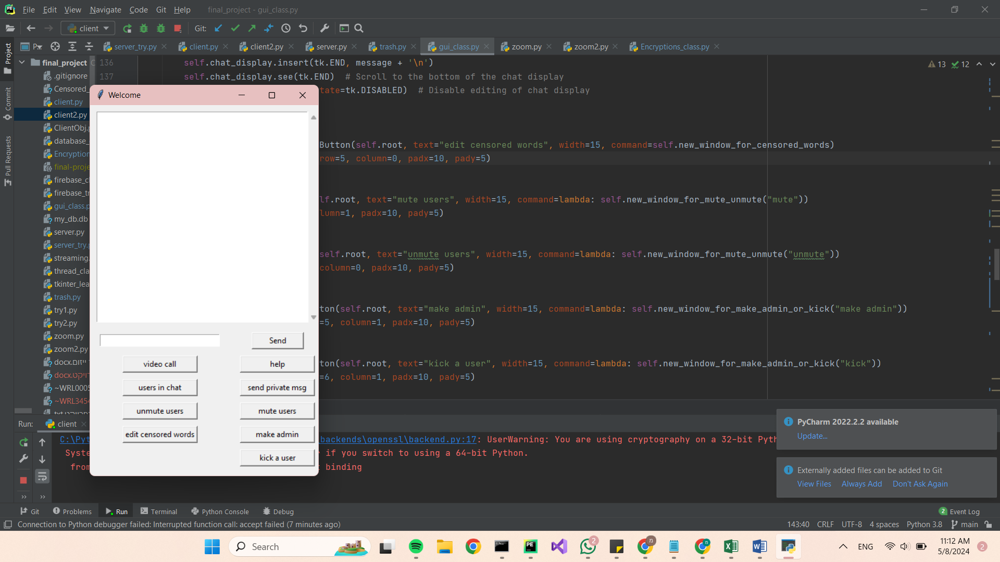 File Edit View Navigate Code Git Help final_project - gui_class.py
client Git:
Project P... server_try.py client.py client2.py server.py trash.py gui_class.py zoom.py zoom2.py Encryptions_class.py
final_project
.gitignore
Censored_
client.py
client2.py
ClientObj.
database_
Encryption
final-proje
firebase_c
firebase_tr
gui_class.p
my_db.db
server.py
server_try.
streaming.
thread_cla
tkinter_lea
trash.py
try1.py
try2.py
zoom.py
zoom2.py
ייזום.docx
רויקט.docx
~WRL0005
~WRL3454
Commit
Pull Requests
136 self.chat_display.insert(tk.END, message + '\n')
137 self.chat_display.see(tk.END) # Scroll to the bottom of the chat display
tate=tk.DISABLED) # Disable editing of chat display
13 12
Button(self.root, text="edit censored words", width=15, command=self.new_window_for_censored_words)
row=5, column=0, padx=10, pady=5)
lf.root, text="mute users", width=15, command=lambda: self.new_window_for_mute_unmute("mute"))
lumn=1, padx=10, pady=5)
self.root, text="unmute users", width=15, command=lambda: self.new_window_for_mute_unmute("unmute"))
column=0, padx=10, pady=5)
ton(self.root, text="make admin", width=15, command=lambda: self.new_window_for_make_admin_or_kick("make admin"))
=5, column=1, padx=10, pady=5)
ton(self.root, text="kick a user", width=15, command=lambda: self.new_window_for_make_admin_or_kick("kick"))
=6, column=1, padx=10, pady=5)
Welcome
Send
video call help
users in chat send private msg
unmute users mute users
edit censored words make admin
kick a user
Run: client
C:\Pyt backends\openssl\backend.py:17: UserWarning: You are using cryptography on a 32-bit Pyth
Syste r if you switch to using a 64-bit Python.
from t binding
PyCharm 2022.2.2 available
Update...
Externally added files can be added to Git
View Files Always Add Don't Ask Again
Git Problems Run Terminal Python Console Debug 2 Event Log
Connection to Python debugger failed: Interrupted function call: accept failed (7 minutes ago) 143:40 CRLF UTF-8 4 spaces Python 3.8 main
Search 2 ENG 11:12 AM
5/8/2024 2